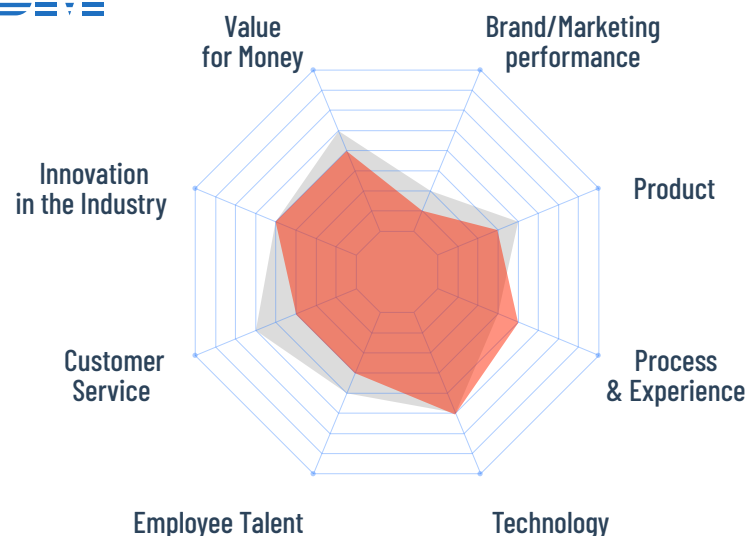 Value
for Money
Brand/Marketing
performance
Innovation
in the Industry
Product
Customer
Service
Process
& Experience
Employee Talent
Technology